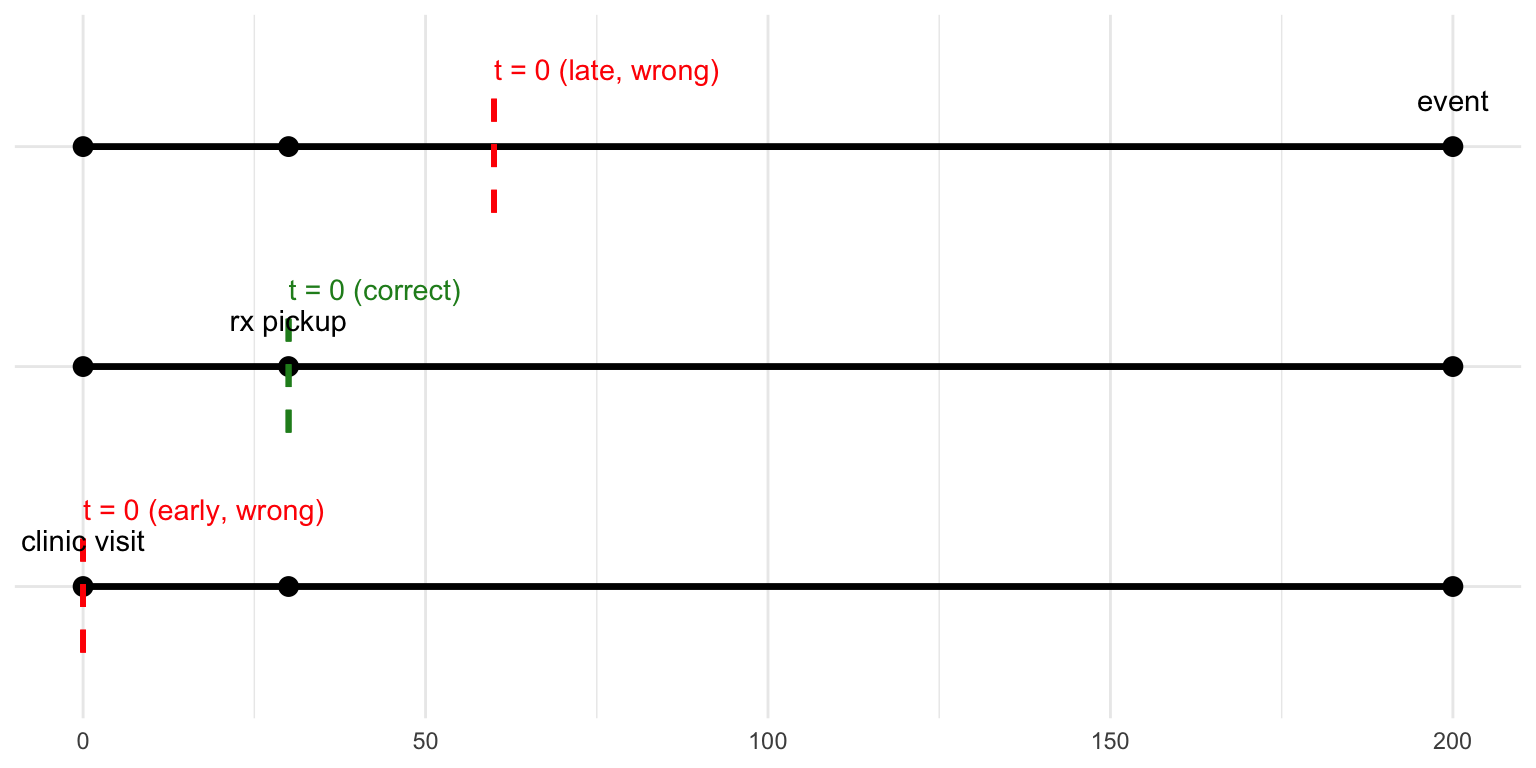 t = 0 (late, wrong)
event
t = 0 (correct)
rx pickup
t = 0 (early, wrong)
clinic visit
0 50 100 150 200